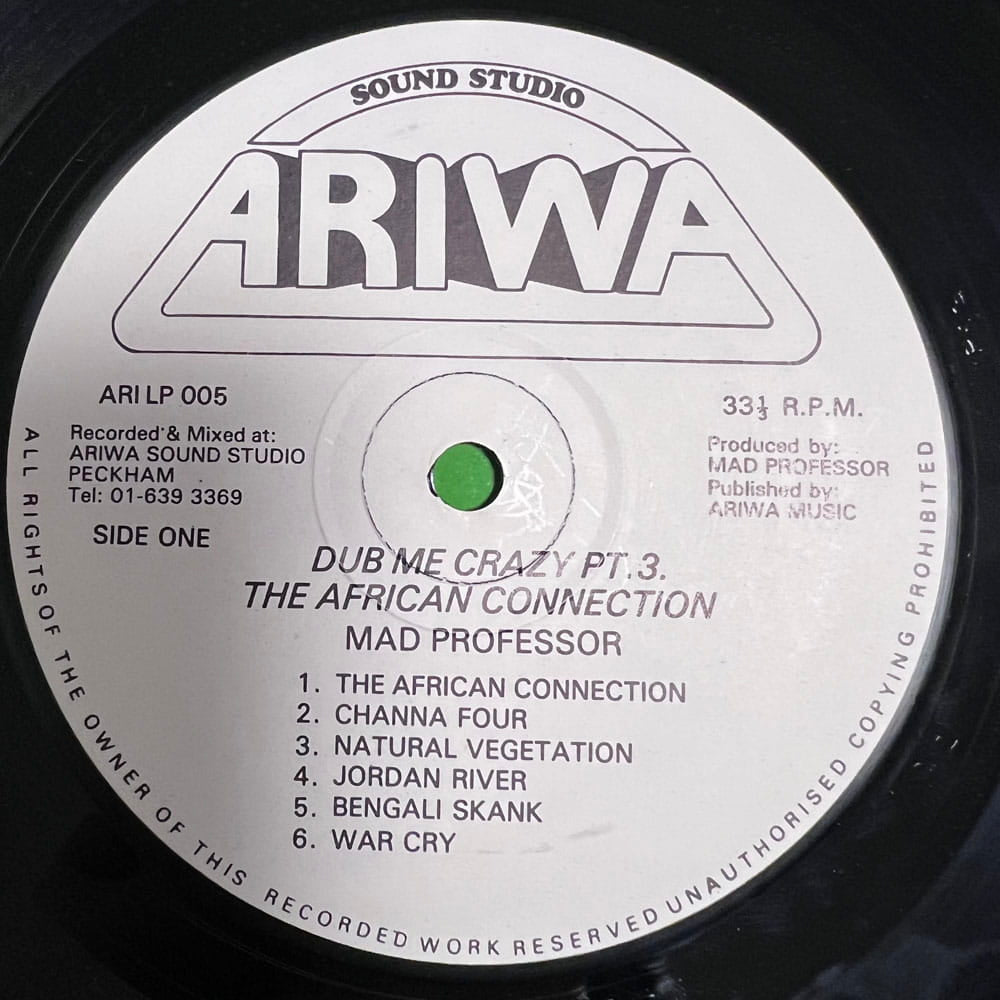 SOUND STUDIO
ARIWA
ARI LP 005
Recorded & Mixed at:
ARIWA SOUND STUDIO
PECKHAM
Tel: 01-639 3369
SIDE ONE
33⅓ R.P.M.
Produced by:
MAD PROFESSOR
Published by:
ARIWA MUSIC
DUB ME CRAZY PT.3.
THE AFRICAN CONNECTION
MAD PROFESSOR
1. THE AFRICAN CONNECTION
2. CHANNA FOUR
3. NATURAL VEGETATION
4. JORDAN RIVER
5. BENGALI SKANK
6. WAR CRY
ALL RIGHTS OF THE OWNER OF THIS RECORDED WORK RESERVED UNAUTHORISED COPYING PROHIBITED